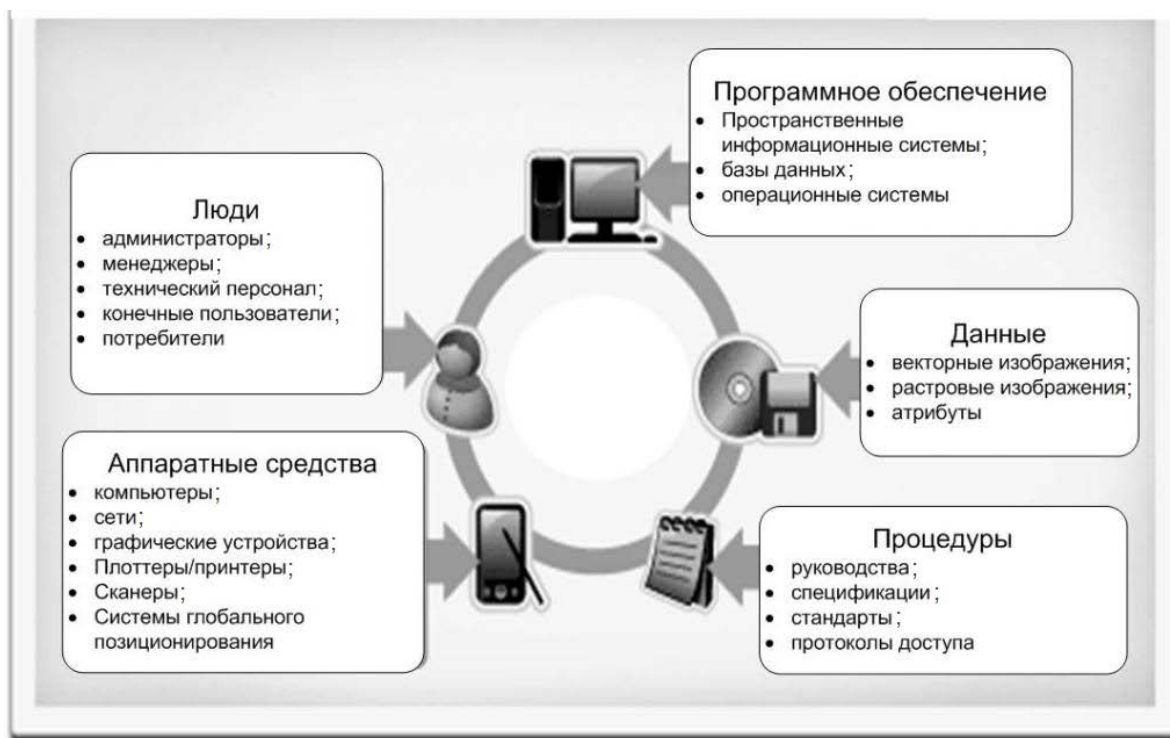 Программное обеспечение
• Пространственные
информационные системы;
• базы данных;
• операционные системы
Люди
• администраторы;
• менеджеры;
• технический персонал;
• конечные пользователи;
• потребители
Данные
• векторные изображения;
• растровые изображения;
• атрибуты
Аппаратные средства
• компьютеры;
• сети;
• графические устройства;
• Плоттеры/принтеры;
• Сканеры;
• Системы глобального
позиционирования
Процедуры
• руководства;
• спецификации;
• стандарты;
• протоколы доступа